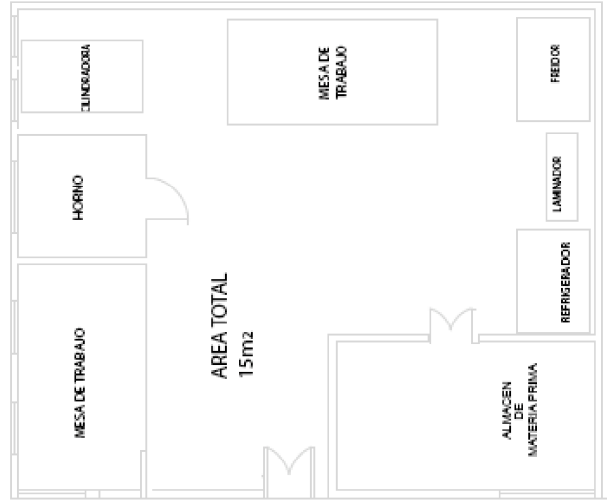 CILINDRADORA
MESA DE
TRABAJO
FREIDOR
HORNO
LAMINADOR
REFRIGERADOR
MESA DE TRABAJO
AREA TOTAL
15m2
ALMACEN
DE
MATERIA PRIMA